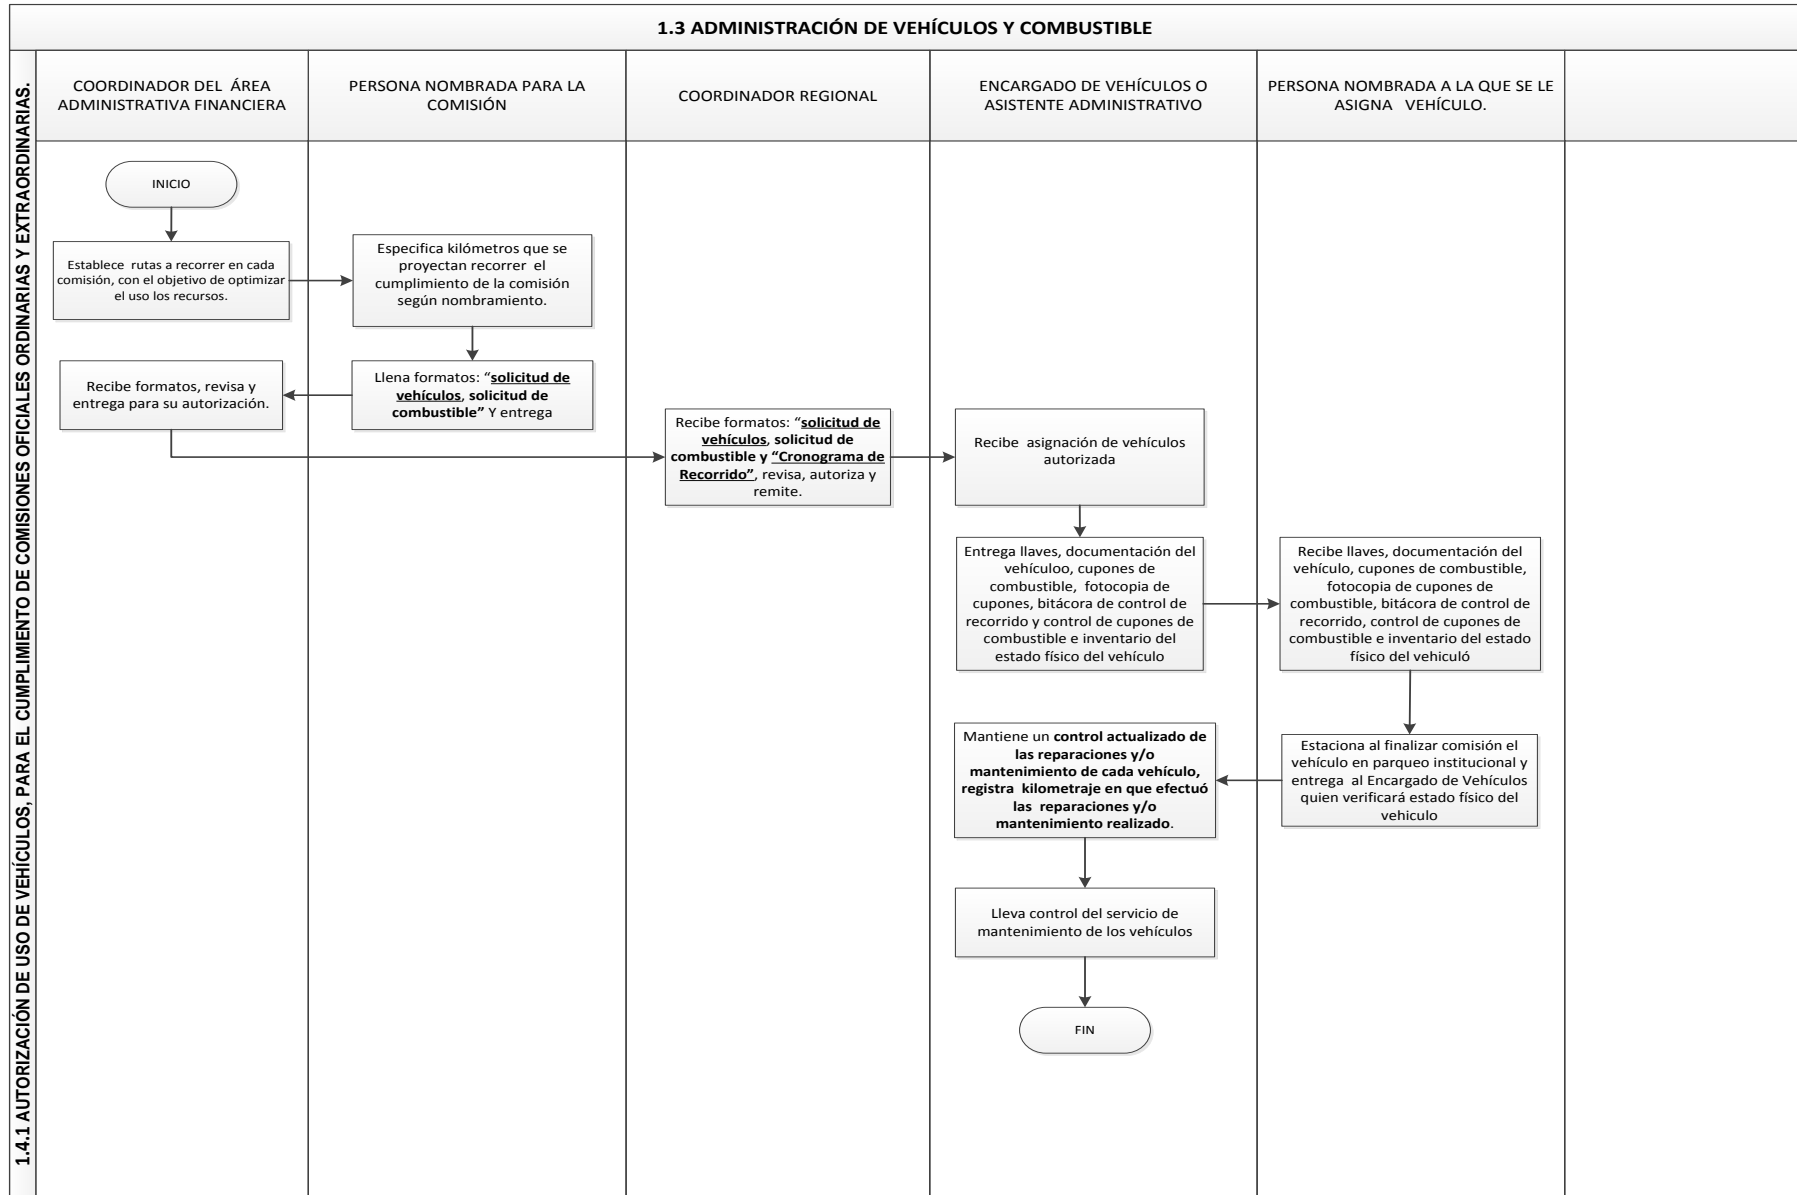 1.3 ADMINISTRACIÓN DE VEHÍCULOS Y COMBUSTIBLE
1.4.1 AUTORIZACIÓN DE USO DE VEHÍCULOS, PARA EL CUMPLIMIENTO DE COMISIONES OFICIALES ORDINARIAS Y EXTRAORDINARIAS.
COORDINADOR DEL ÁREA
ADMINISTRATIVA FINANCIERA
PERSONA NOMBRADA PARA LA
COMISIÓN
COORDINADOR REGIONAL
ENCARGADO DE VEHÍCULOS O
ASISTENTE ADMINISTRATIVO
PERSONA NOMBRADA A LA QUE SE LE
ASIGNA VEHÍCULO.
INICIO
Establece rutas a recorrer en cada
comisión, con el objetivo de optimizar
el uso los recursos.
Especifica kilómetros que se
proyectan recorrer el
cumplimiento de la comisión
según nombramiento.
Llena formatos: “solicitud de
vehículos, solicitud de
combustible” Y entrega
Recibe formatos, revisa y
entrega para su autorización.
Recibe formatos: “solicitud de
vehículos, solicitud de
combustible y “Cronograma de
Recorrido”, revisa, autoriza y
remite.
Recibe asignación de vehículos
autorizada
Entrega llaves, documentación del
vehículoo, cupones de
combustible, fotocopia de
cupones, bitácora de control de
recorrido y control de cupones de
combustible e inventario del
estado físico del vehículo
Recibe llaves, documentación del
vehículo, cupones de combustible,
fotocopia de cupones de
combustible, bitácora de control de
recorrido, control de cupones de
combustible e inventario del estado
físico del vehiculó
Estaciona al finalizar comisión el
vehículo en parqueo institucional y
entrega al Encargado de Vehículos
quien verificará estado físico del
vehiculo
Mantiene un control actualizado de
las reparaciones y/o
mantenimiento de cada vehículo,
registra kilometraje en que efectuó
las reparaciones y/o
mantenimiento realizado.
Lleva control del servicio de
mantenimiento de los vehículos
FIN